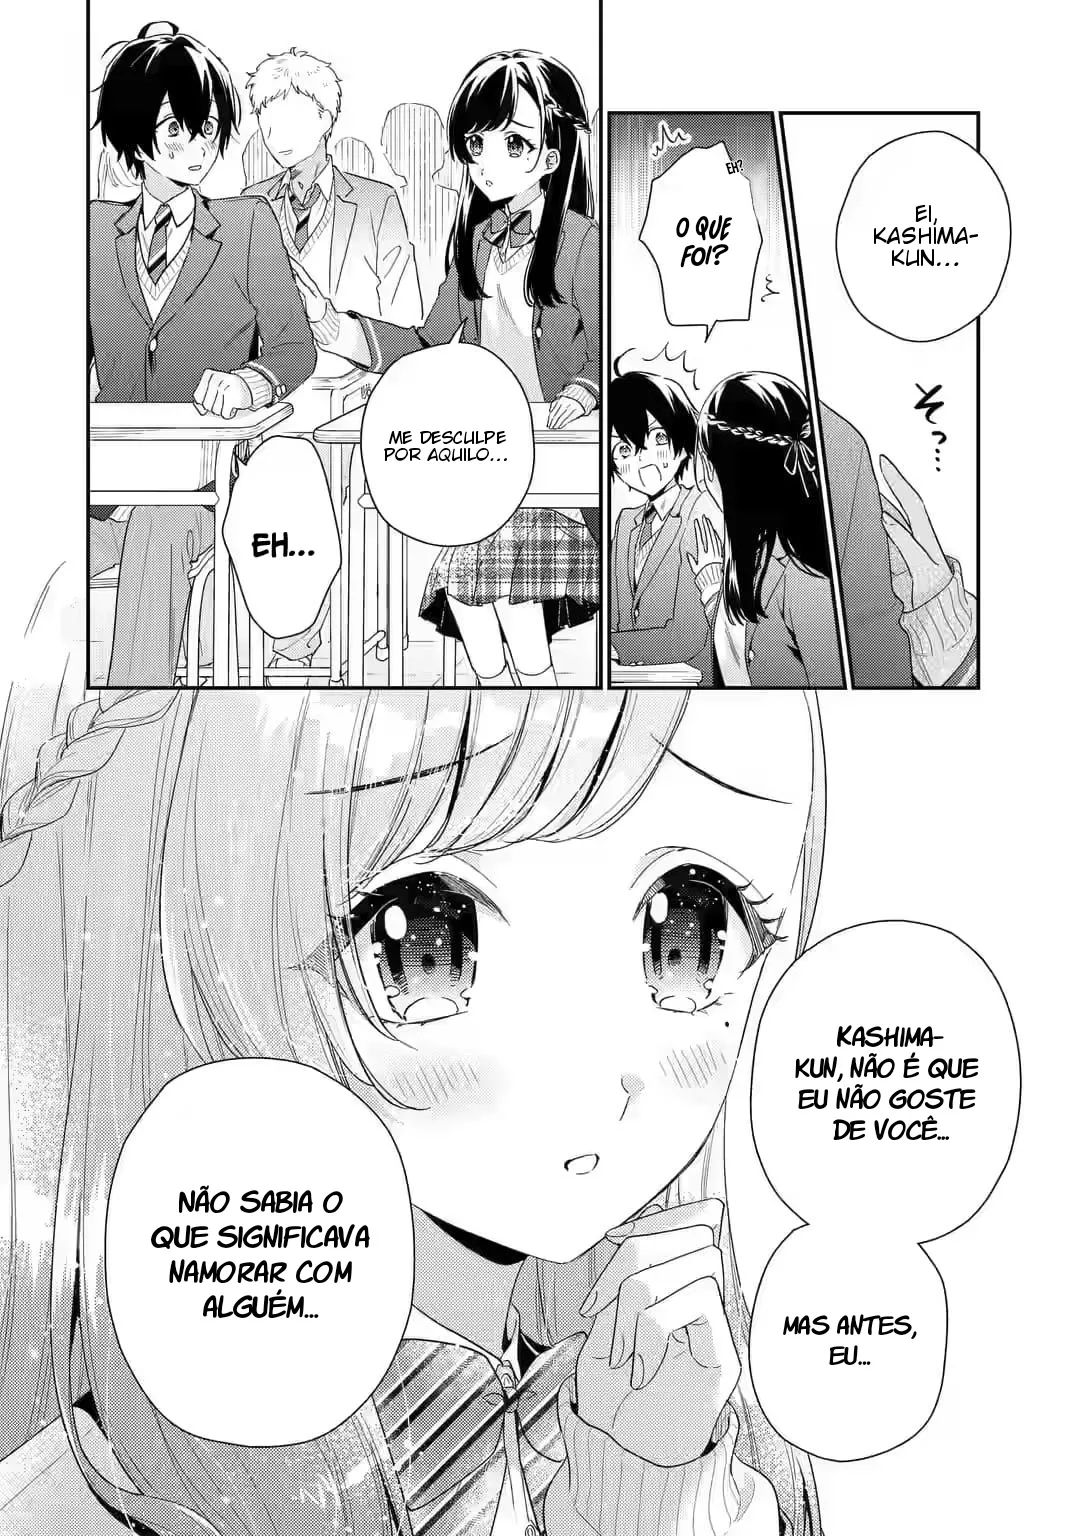 EI,
KASHIMA-
KUN...
そ
...?
EH?
O QUE
FOI?
ME DESCULPE
POR AQUILO...
EH...
KASHIMA-
KUN, NÃO É QUE
EU NÃO GOSTE
DE VOCÊ...
MAS ANTES,
EU...
NÃO SABIA O
QUE SIGNIFICAVA
NAMORAR COM
ALGUÉM...